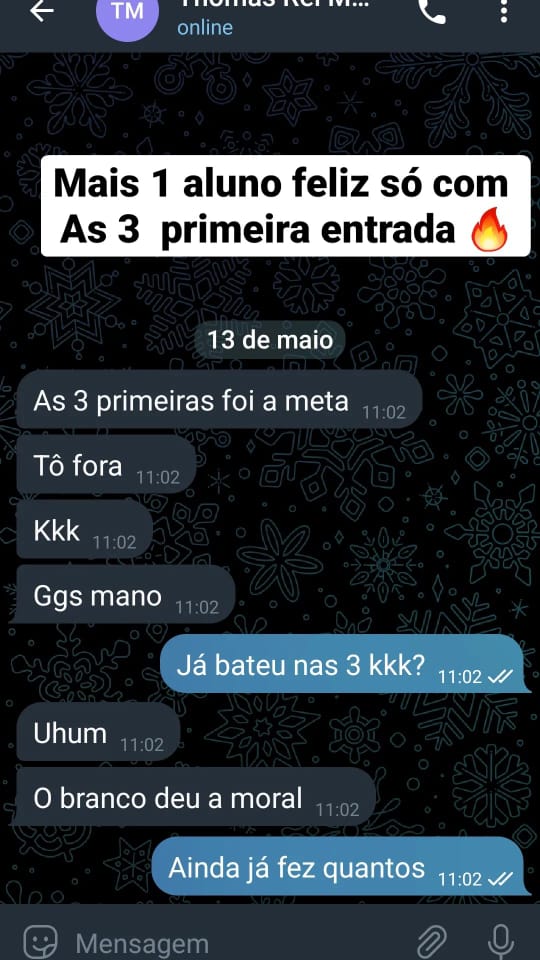 TM
online
Mais 1 aluno feliz só com
As 3 primeira entrada 🔥
13 de maio
As 3 primeiras foi a meta 11:02
Tô fora 11:02
Kkk 11:02
Ggs mano 11:02
Já bateu nas 3 kkk? 11:02
Uhum 11:02
O branco deu a moral 11:02
Ainda já fez quantos 11:02
Mensagem